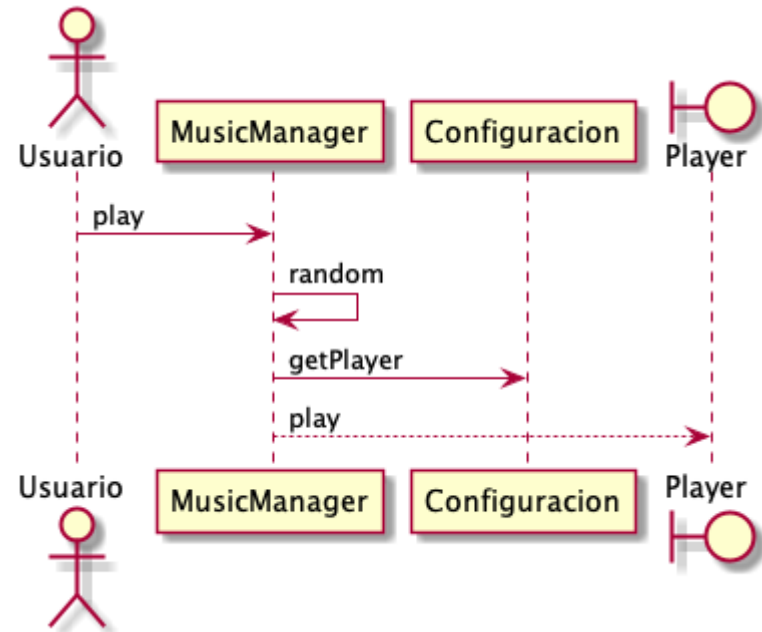 Usuario
MusicManager
Configuracion
Player
play
random
getPlayer
play
Usuario
MusicManager
Configuracion
Player